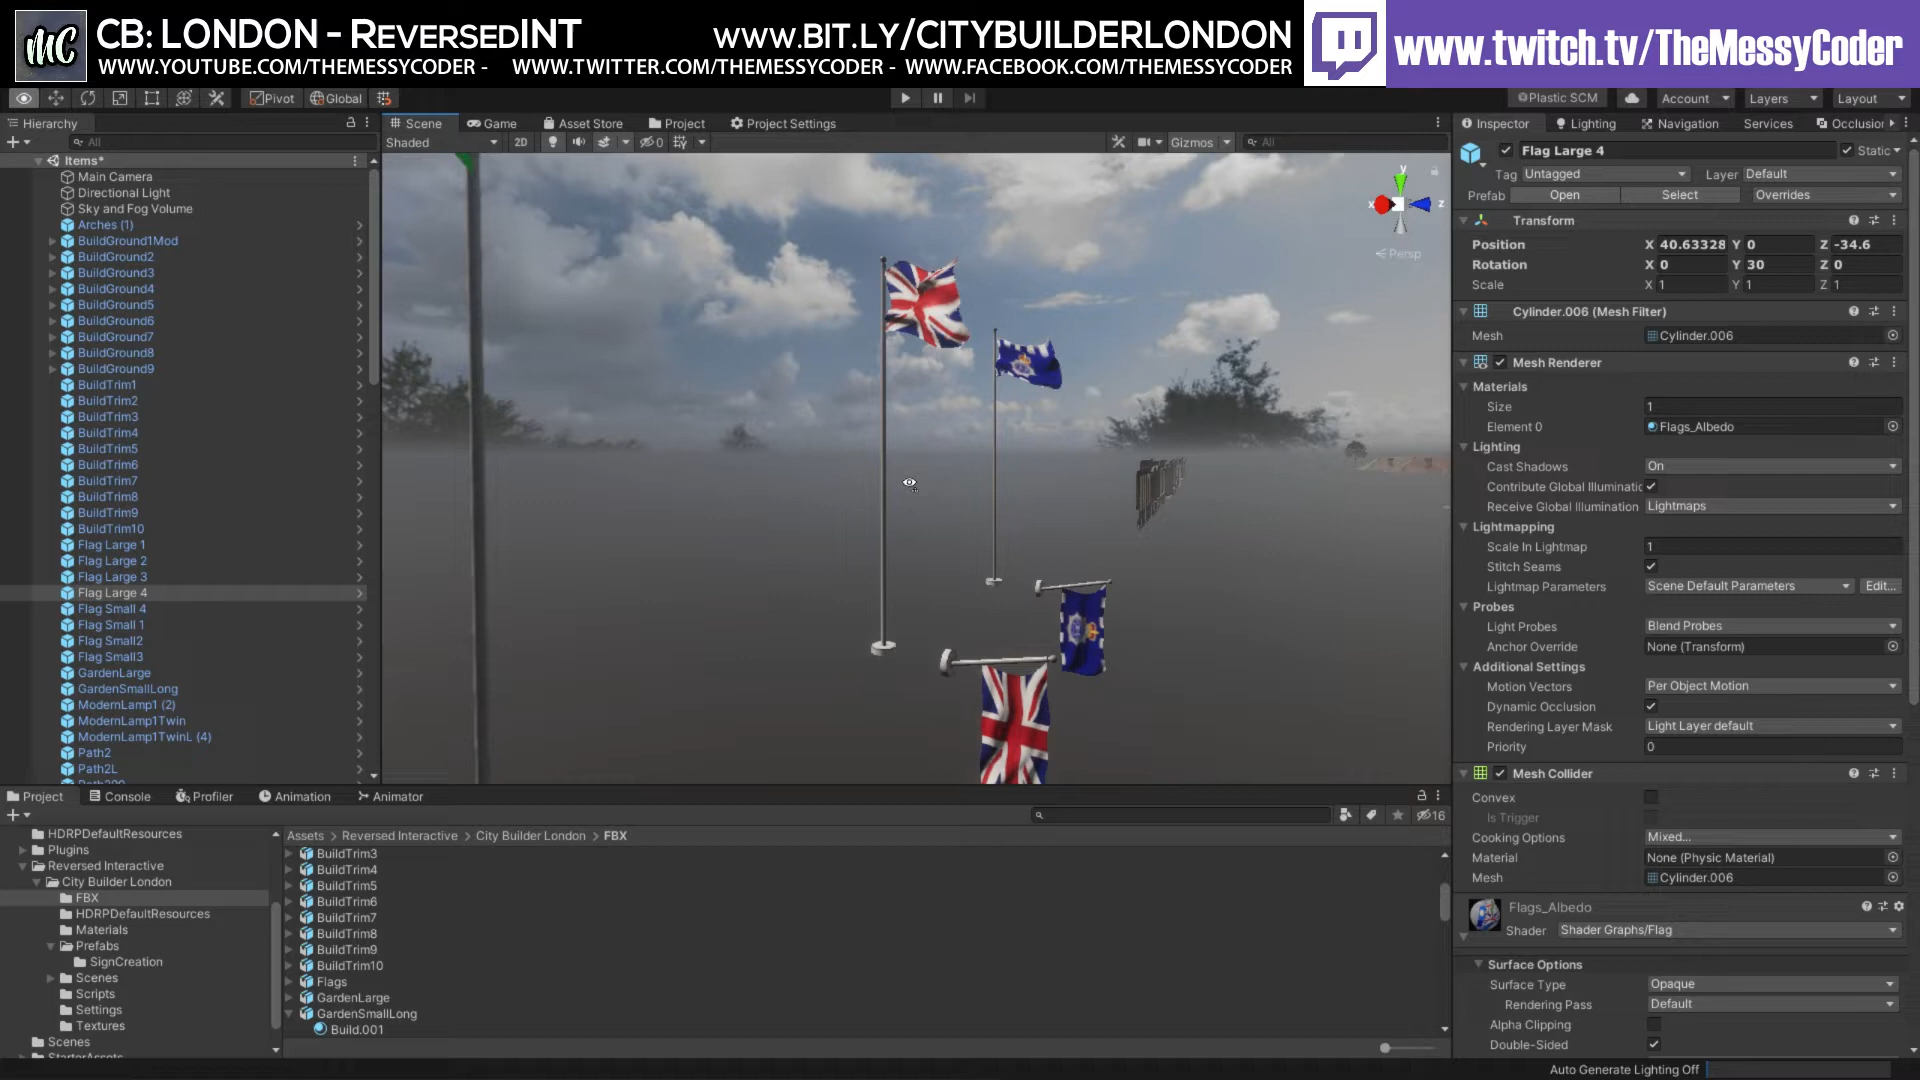 MC
CB: LONDON - REVERSEDINT
WWW.BIT.LY/CITYBUILDERLONDON
www.twitch.tv/TheMessyCoder
WWW.YOUTUBE.COM/THEMESSYCODER - WWW.TWITTER.COM/THEMESSYCODER - WWW.FACEBOOK.COM/THEMESSYCODER
Pivot Global
Plastic SCM Account Layers Layout
Hierarchy
All
Items*
Main Camera
Directional Light
Sky and Fog Volume
Arches (1)
BuildGround1Mod
BuildGround2
BuildGround3
BuildGround4
BuildGround5
BuildGround6
BuildGround7
BuildGround8
BuildGround9
BuildTrim1
BuildTrim2
BuildTrim3
BuildTrim4
BuildTrim5
BuildTrim6
BuildTrim7
BuildTrim8
BuildTrim9
BuildTrim10
Flag Large 1
Flag Large 2
Flag Large 3
Flag Large 4
Flag Small 4
Flag Small 1
Flag Small2
Flag Small3
GardenLarge
GardenSmallLong
ModernLamp1 (2)
ModernLamp1Twin
ModernLamp1TwinL (4)
Path2
Path2L
Scene Game Asset Store Project Project Settings
Shaded 2D 0 Gizmos All
y
x z
Persp
Inspector Lighting Navigation Services Occlusion
Flag Large 4 Static
Tag Untagged Layer Default
Prefab Open Select Overrides
Transform
Position X 40.63328 Y 0 Z -34.6
Rotation X 0 Y 30 Z 0
Scale X 1 Y 1 Z 1
Cylinder.006 (Mesh Filter)
Mesh Cylinder.006
Mesh Renderer
Materials
Size 1
Element 0 Flags_Albedo
Lighting
Cast Shadows On
Contribute Global Illuminatic
Receive Global Illumination Lightmaps
Lightmapping
Scale In Lightmap 1
Stitch Seams
Lightmap Parameters Scene Default Parameters Edit...
Probes
Light Probes Blend Probes
Anchor Override None (Transform)
Additional Settings
Motion Vectors Per Object Motion
Dynamic Occlusion
Rendering Layer Mask Light Layer default
Priority 0
Mesh Collider
Convex
Is Trigger
Cooking Options Mixed...
Material None (Physic Material)
Mesh Cylinder.006
Flags_Albedo
Shader Shader Graphs/Flag
Surface Options
Surface Type Opaque
Rendering Pass Default
Alpha Clipping
Double-Sided
Auto Generate Lighting Off
Project Console Profiler Animation Animator
16
HDRPDefaultResources
Plugins
Reversed Interactive
City Builder London
FBX
HDRPDefaultResources
Materials
Prefabs
SignCreation
Scenes
Scripts
Settings
Textures
Scenes
StarterAssets
Assets > Reversed Interactive > City Builder London > FBX
BuildTrim3
BuildTrim4
BuildTrim5
BuildTrim6
BuildTrim7
BuildTrim8
BuildTrim9
BuildTrim10
Flags
GardenLarge
GardenSmallLong
Build.001